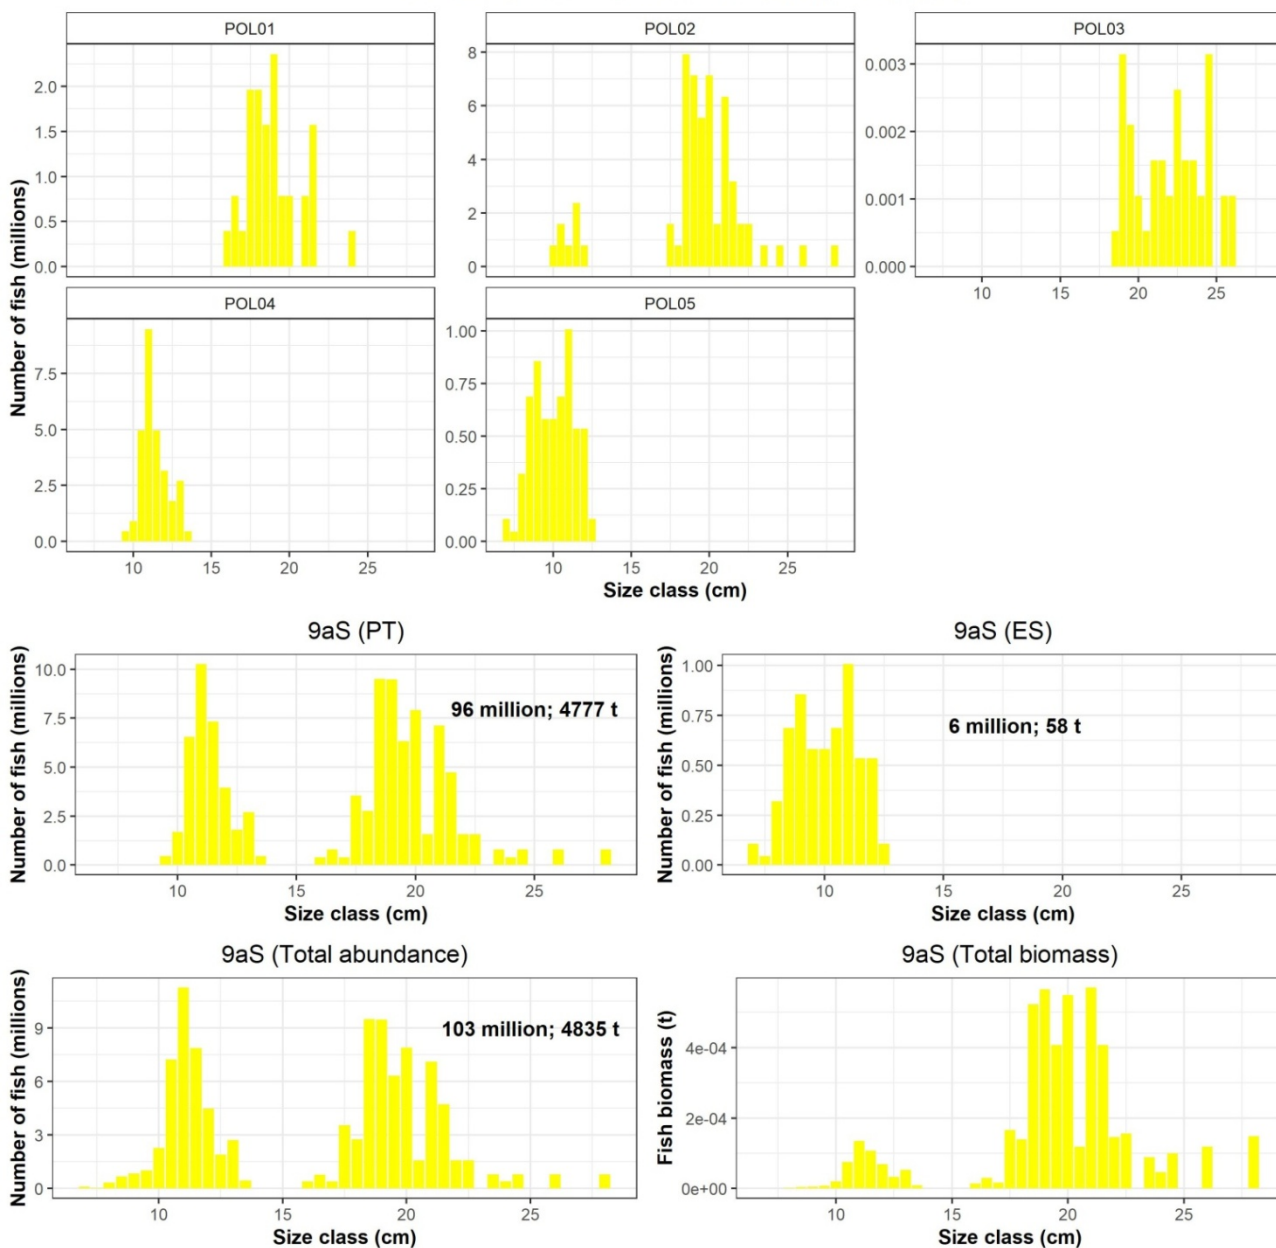 POL01
POL02
POL03
2.0
1.5
1.0
0.5
0.0
8
6
4
2
0
0.003
0.002
0.001
0.000
10
15
20
25
POL04
POL05
7.5
5.0
2.5
0.0
1.00
0.75
0.50
0.25
0.00
10
15
20
25
10
15
20
25
Number of fish (millions)
Size class (cm)
9aS (PT)
10.0
7.5
5.0
2.5
0.0
96 million; 4777 t
10
15
20
25
Number of fish (millions)
Size class (cm)
9aS (ES)
1.00
0.75
0.50
0.25
0.00
6 million; 58 t
10
15
20
25
Number of fish (millions)
Size class (cm)
9aS (Total abundance)
9
6
3
0
103 million; 4835 t
10
15
20
25
Number of fish (millions)
Size class (cm)
9aS (Total biomass)
4e-04
2e-04
0e+00
10
15
20
25
Fish biomass (t)
Size class (cm)